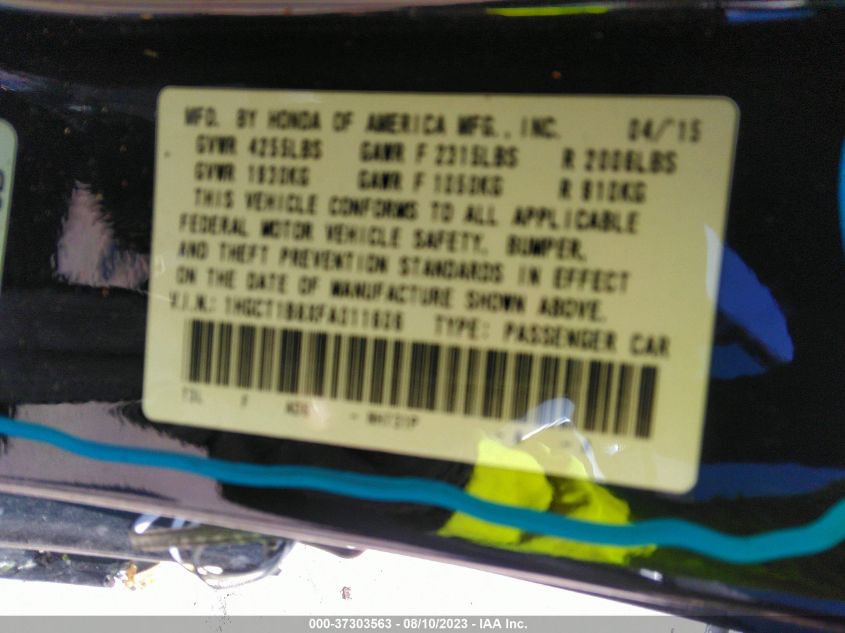 MFD. BY HONDA OF AMERICA MFG., INC. 04/15
GVWR 4255LBS GAWR F 2315LBS R 2006LBS
GVWR 1930KG GAWR F 1050KG R 910KG
THIS VEHICLE CONFORMS TO ALL APPLICABLE
FEDERAL MOTOR VEHICLE SAFETY, BUMPER,
AND THEFT PREVENTION STANDARDS IN EFFECT
ON THE DATE OF MANUFACTURE SHOWN ABOVE.
V.I.N.: TYPE: PASSENGER CAR
000-37303563 - 08/10/2023 - IAA Inc.